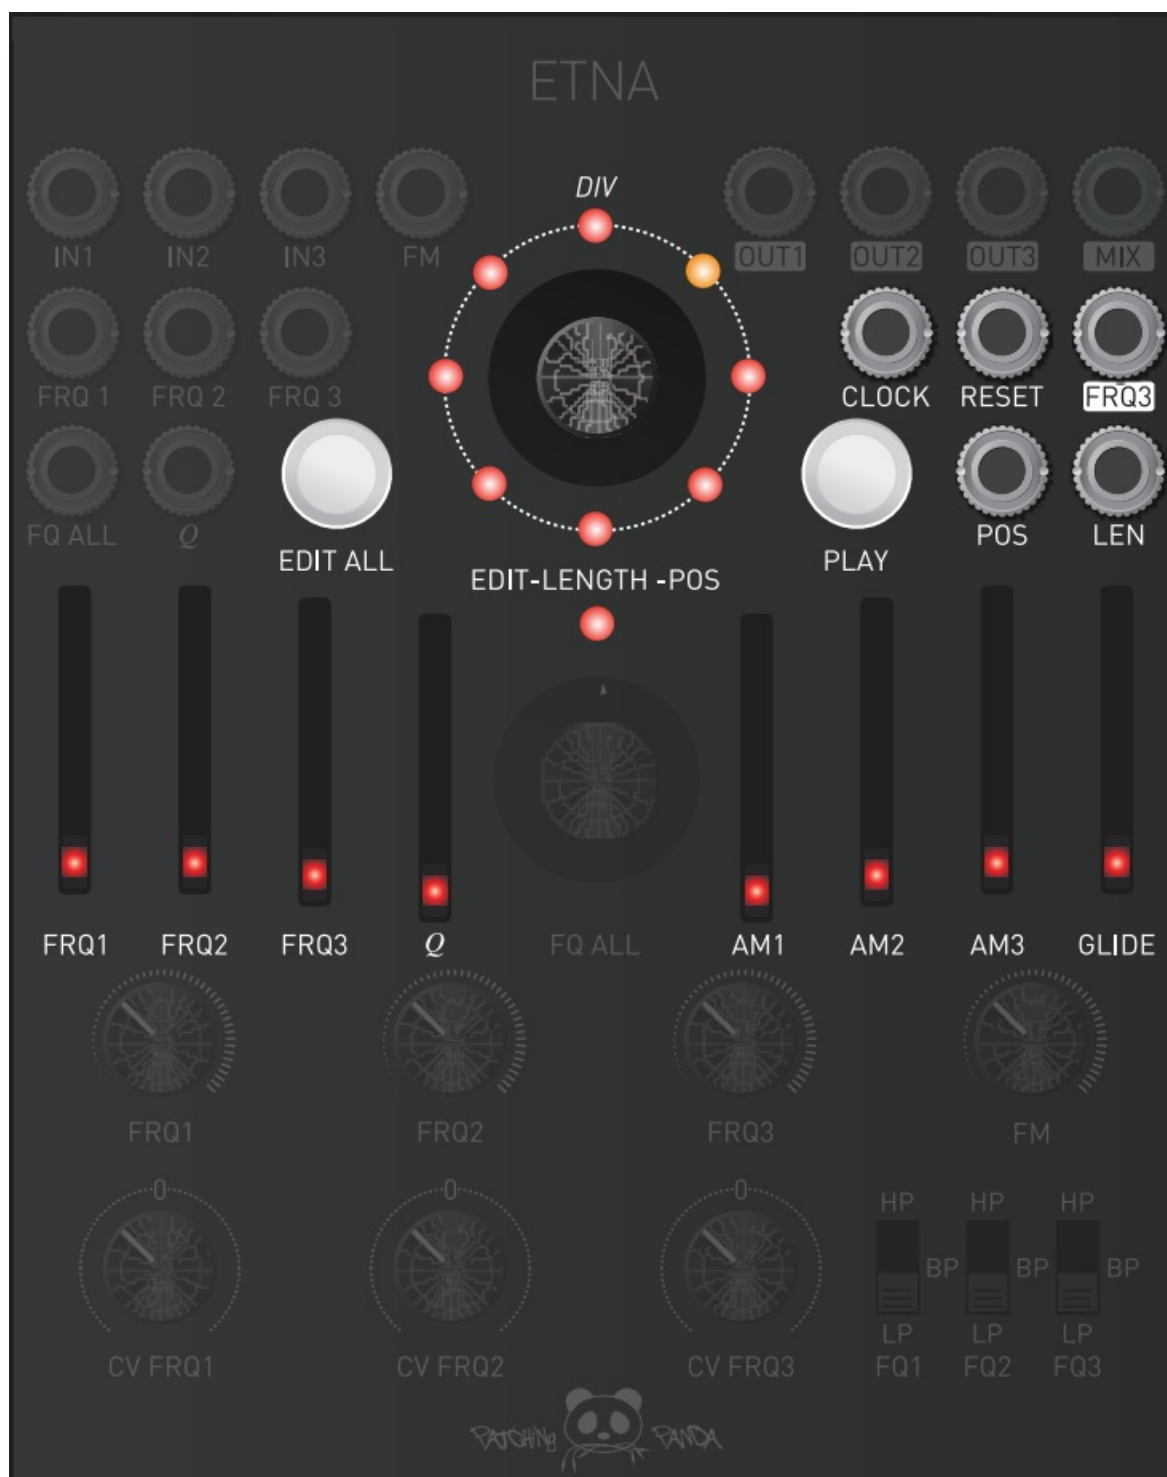 ETNA
DIV
IN1 IN2 IN3 FM OUT1 OUT2 OUT3 MIX
FRQ 1 FRQ 2 FRQ 3 CLOCK RESET FRQ3
FQ ALL Q POS LEN
EDIT ALL PLAY
EDIT-LENGTH -POS
FRQ1 FRQ2 FRQ3 Q FQ ALL AM1 AM2 AM3 GLIDE
FRQ1 FRQ2 FRQ3 FM
0 0 0 HP HP HP
BP BP BP
LP LP LP
CV FRQ1 CV FRQ2 CV FRQ3 FQ1 FQ2 FQ3
PATCHING PANDA